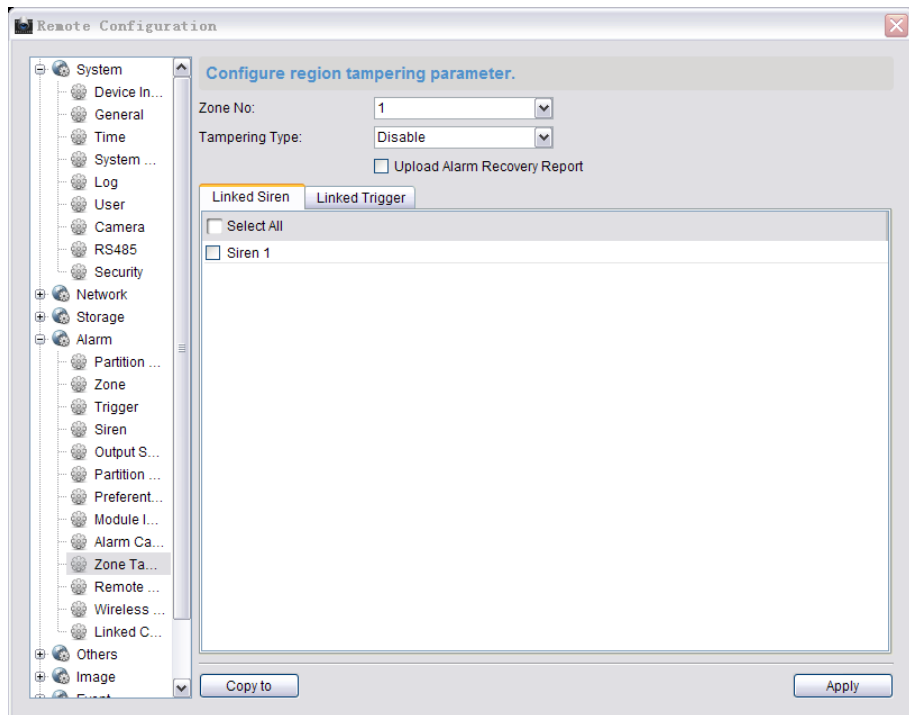 Remote Configuration
System
Device In...
General
Time
System ...
Log
User
Camera
RS485
Security
Network
Storage
Alarm
Partition ...
Zone
Trigger
Siren
Output S...
Partition ...
Preferent...
Module I...
Alarm Ca...
Zone Ta...
Remote ...
Wireless ...
Linked C...
Others
Image
Event
Configure region tampering parameter.
Zone No:
1
Tampering Type:
Disable
Upload Alarm Recovery Report
Linked Siren
Linked Trigger
Select All
Siren 1
Copy to
Apply